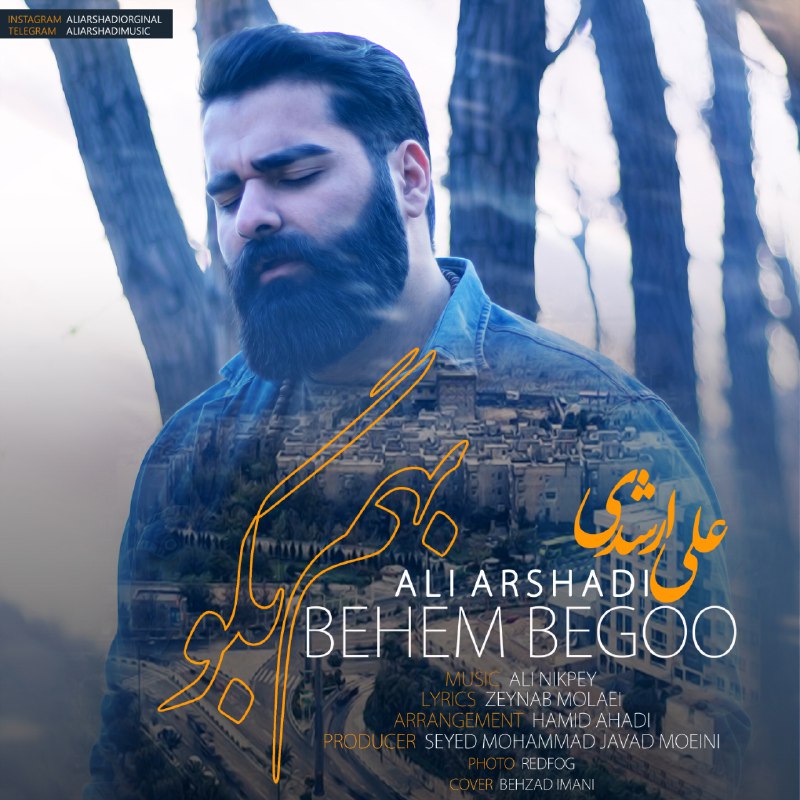 INSTAGRAM ALIARSHADIORGINAL
TELEGRAM ALIARSHADIMUSIC
بهم بگو
علی ارشدی
ALI ARSHADI
BEHEM BEGOO
MUSIC ALI NIKPEY
LYRICS ZEYNAB MOLAEI
ARRANGEMENT HAMID AHADI
PRODUCER SEYED MOHAMMAD JAVAD MOEINI
PHOTO REDFOG
COVER BEHZAD IMANI